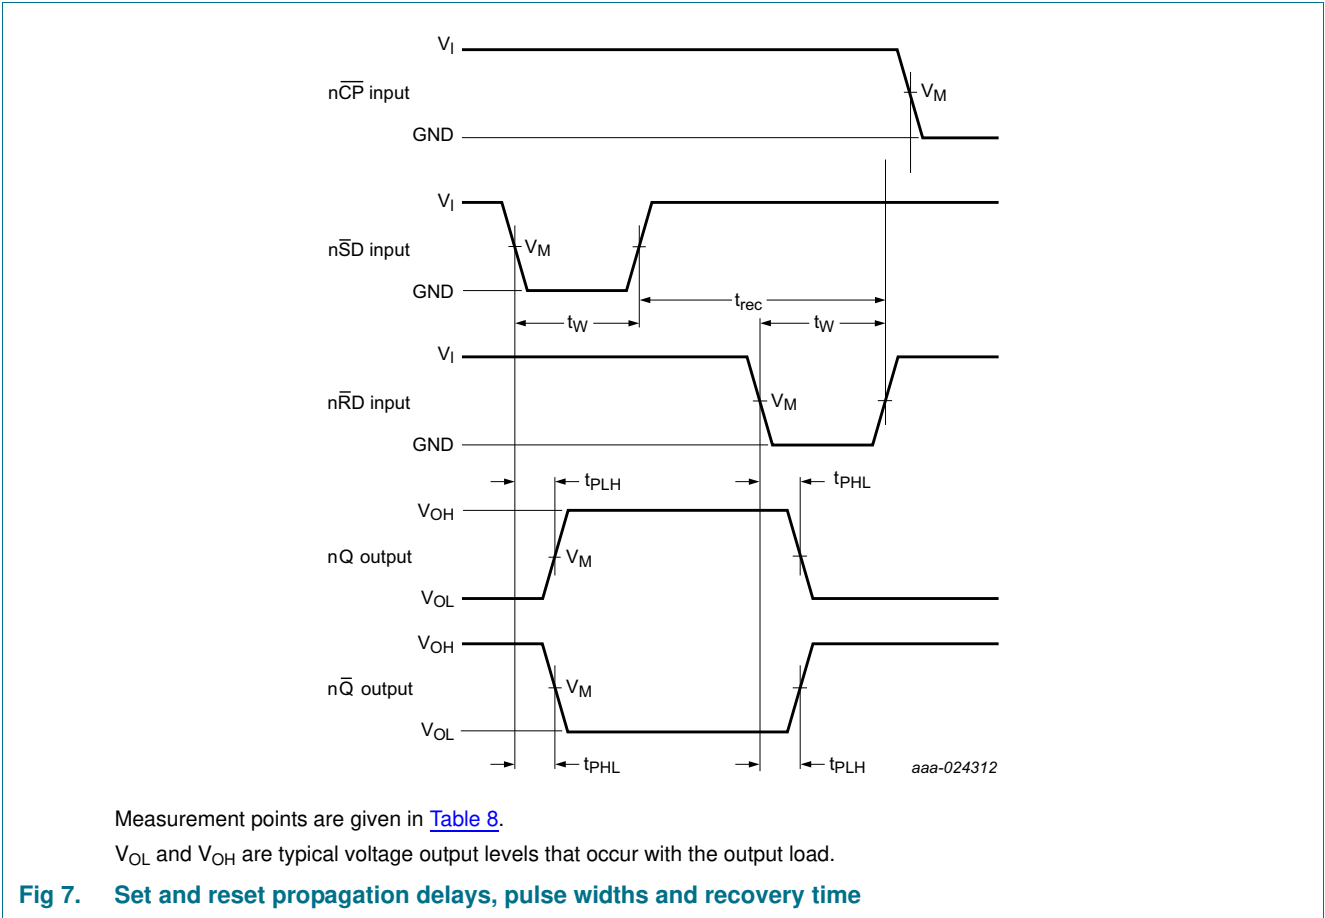 VI
nC̅P̅ input
VM
GND
VI
nS̅D input
VM
GND
trec
tW
tW
VI
nR̅D input
VM
GND
tPLH
tPHL
VOH
nQ output
VM
VOL
VOH
nQ̅ output
VM
VOL
tPHL
tPLH
aaa-024312
Measurement points are given in Table 8.
VOL and VOH are typical voltage output levels that occur with the output load.
Fig 7. Set and reset propagation delays, pulse widths and recovery time